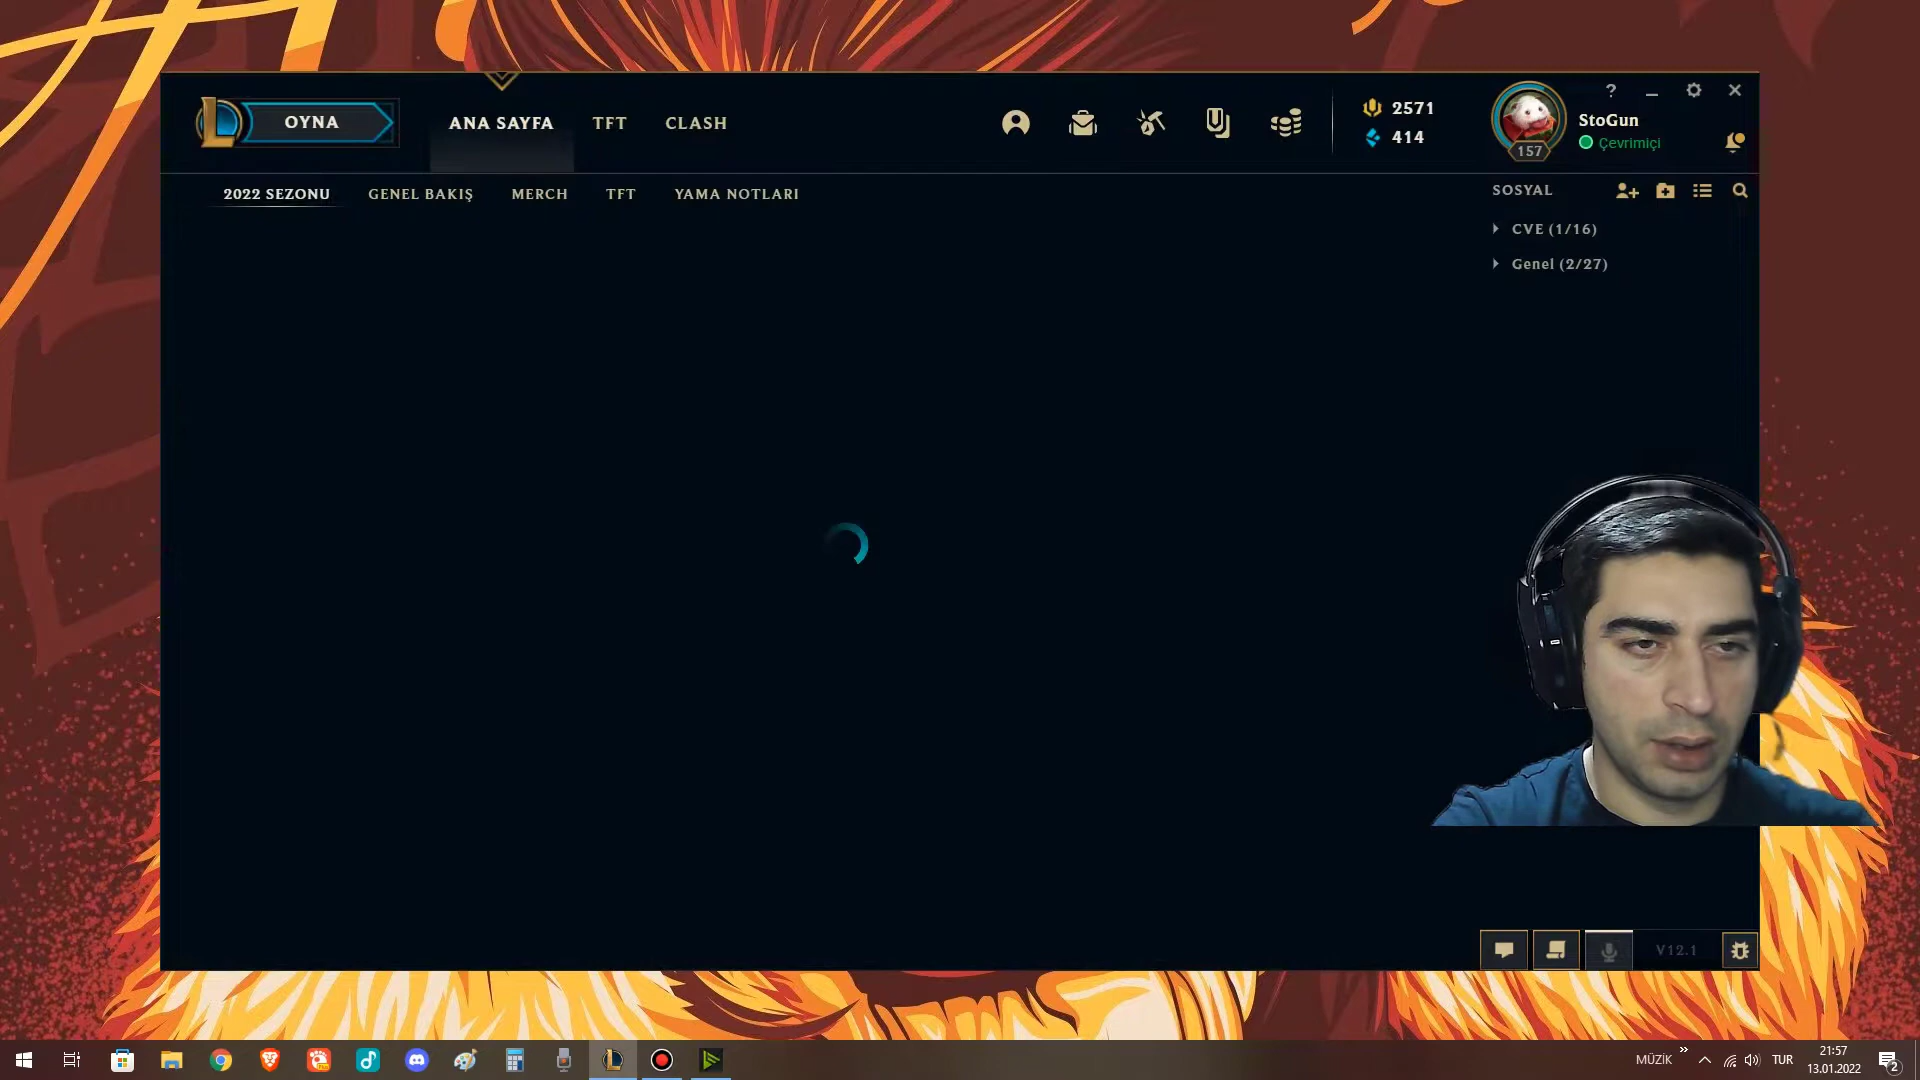 OYNA
ANA SAYFA
TFT
CLASH
2571
414
157
StoGun
Çevrimiçi
2022 SEZONU
GENEL BAKIŞ
MERCH
TFT
YAMA NOTLARI
SOSYAL
CVE (1/16)
Genel (2/27)
V12.1
MÜZİK
TUR
21:57
13.01.2022
2